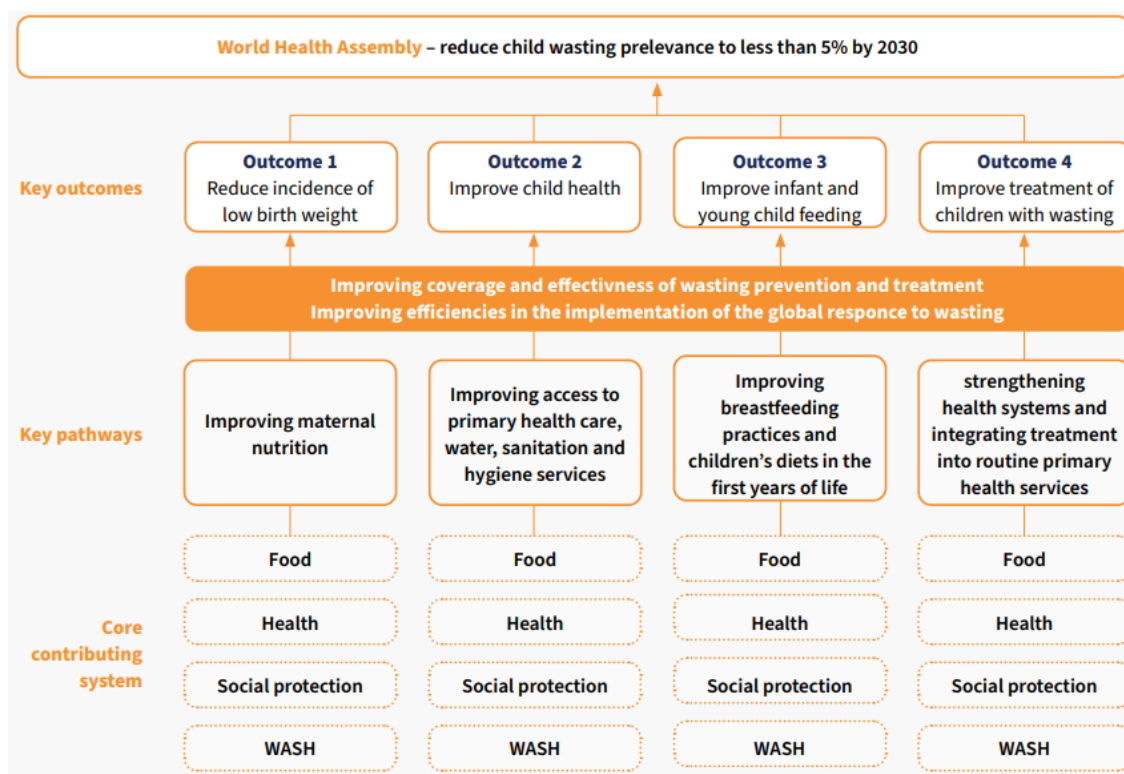 World Health Assembly – reduce child wasting prelevance to less than 5% by 2030
Key outcomes
Outcome 1
Reduce incidence of
low birth weight
Outcome 2
Improve child health
Outcome 3
Improve infant and
young child feeding
Outcome 4
Improve treatment of
children with wasting
Improving coverage and effectivness of wasting prevention and treatment
Improving efficiencies in the implementation of the global responce to wasting
Key pathways
Improving maternal
nutrition
Improving access to
primary health care,
water, sanitation and
hygiene services
Improving
breastfeeding
practices and
children’s diets in the
first years of life
strengthening
health systems and
integrating treatment
into routine primary
health services
Core
contributing
system
Food
Food
Food
Food
Health
Health
Health
Health
Social protection
Social protection
Social protection
Social protection
WASH
WASH
WASH
WASH